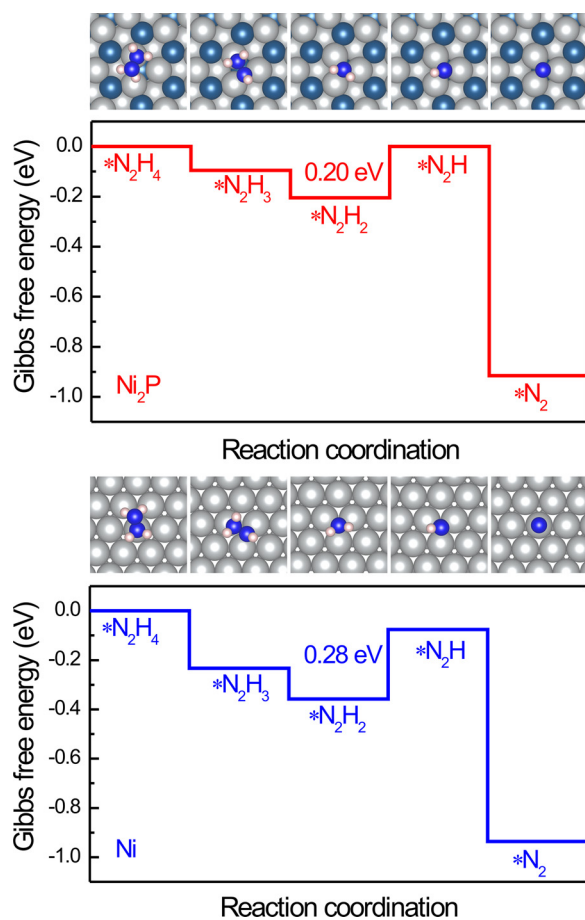 Gibbs free energy (eV)
0.0
-0.2
-0.4
-0.6
-0.8
-1.0
*N₂H₄
*N₂H₃
0.20 eV
*N₂H₂
*N₂H
*N₂
Ni₂P
Reaction coordination
Gibbs free energy (eV)
0.0
-0.2
-0.4
-0.6
-0.8
-1.0
*N₂H₄
*N₂H₃
0.28 eV
*N₂H₂
*N₂H
*N₂
Ni
Reaction coordination